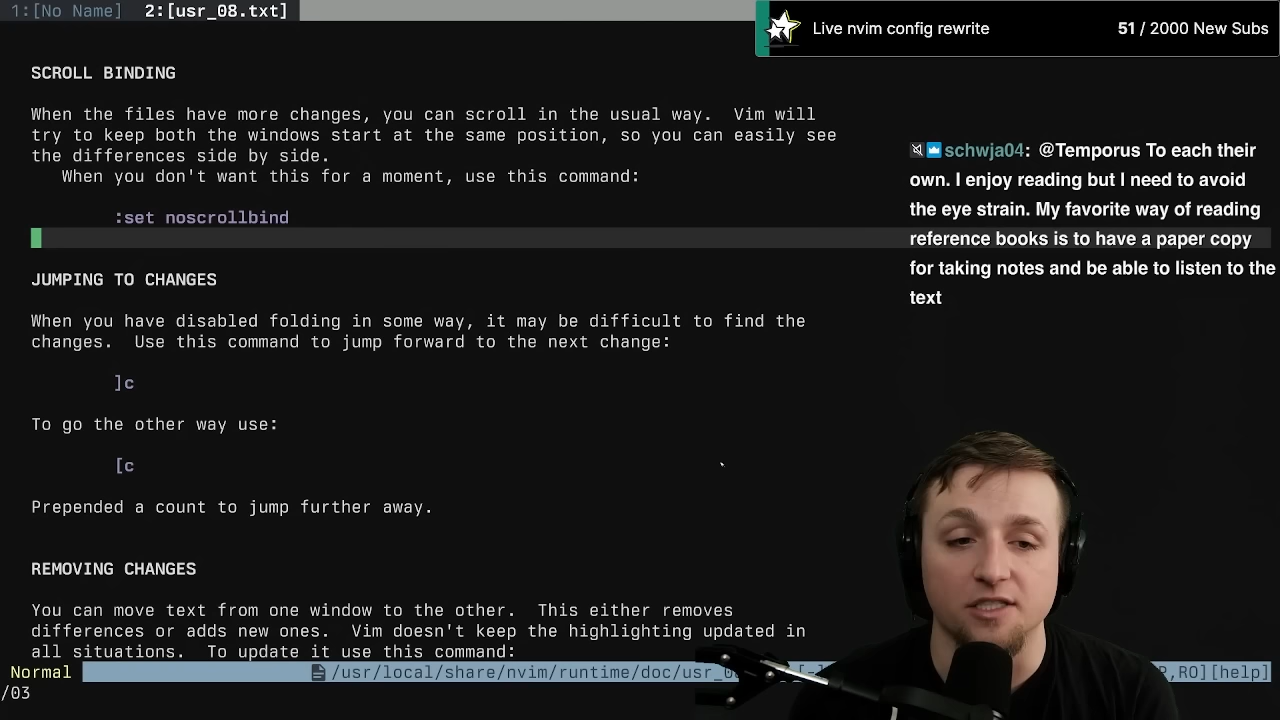 1:[No Name]  2:[usr_08.txt]
Live nvim config rewrite 51 / 2000 New Subs
SCROLL BINDING
When the files have more changes, you can scroll in the usual way.  Vim will
try to keep both the windows start at the same position, so you can easily see
the differences side by side.
When you don't want this for a moment, use this command:
:set noscrollbind
JUMPING TO CHANGES
When you have disabled folding in some way, it may be difficult to find the
changes.  Use this command to jump forward to the next change:
]c
To go the other way use:
[c
Prepended a count to jump further away.
REMOVING CHANGES
You can move text from one window to the other.  This either removes
differences or adds new ones.  Vim doesn't keep the highlighting updated in
all situations.  To update it use this command:
schwja04: @Temporus To each their
own. I enjoy reading but I need to avoid
the eye strain. My favorite way of reading
reference books is to have a paper copy
for taking notes and be able to listen to the
text
Normal /usr/local/share/nvim/runtime/doc/usr_0 [-] ,RO][help]
/03